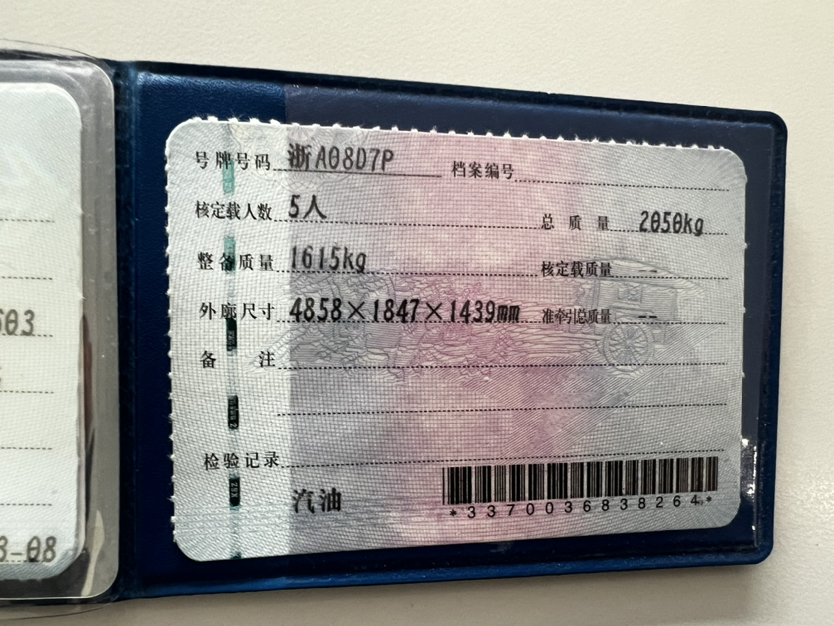 号牌号码 浙A08D7P 档案编号
核定载人数 5人 总质量 2050kg
整备质量 1615kg 核定载质量 --
外廓尺寸 4858×1847×1439mm 准牵引总质量 --
备注
检验记录
汽油
*3370036838264*
603
3-08